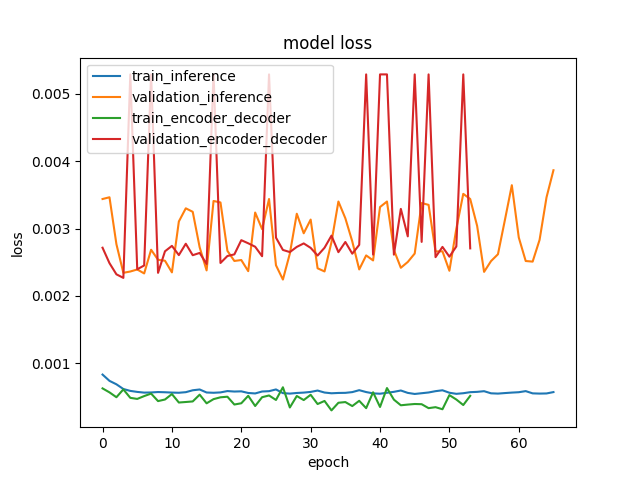 model loss
train_inference
validation_inference
train_encoder_decoder
validation_encoder_decoder
0.005
0.004
0.003
0.002
0.001
loss
0 10 20 30 40 50 60
epoch